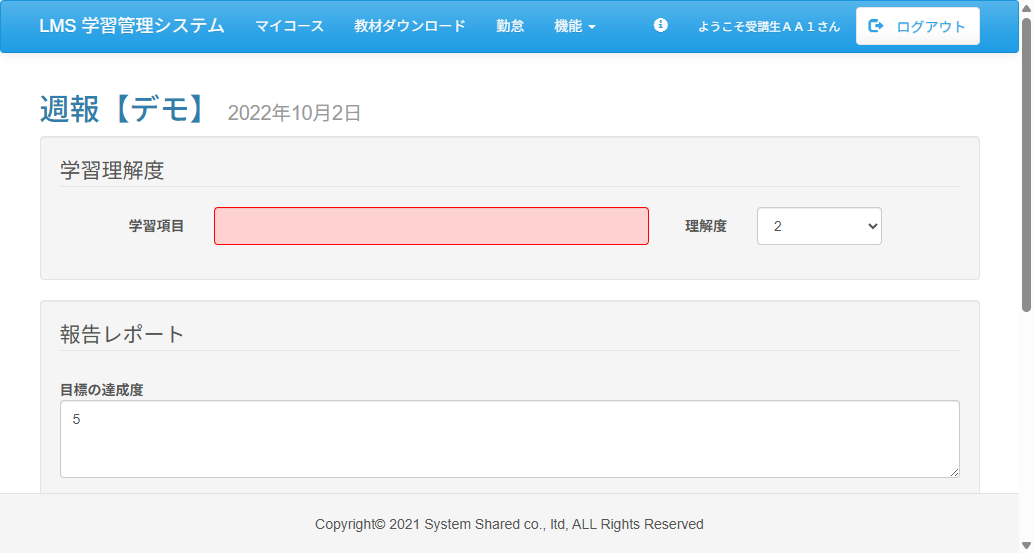 LMS 学習管理システム マイコース 教材ダウンロード 勤怠 機能 ようこそ受講生ＡＡ１さん ログアウト
週報【デモ】 2022年10月2日
学習理解度
学習項目 理解度 2
報告レポート
目標の達成度
5
Copyright© 2021 System Shared co., ltd, ALL Rights Reserved